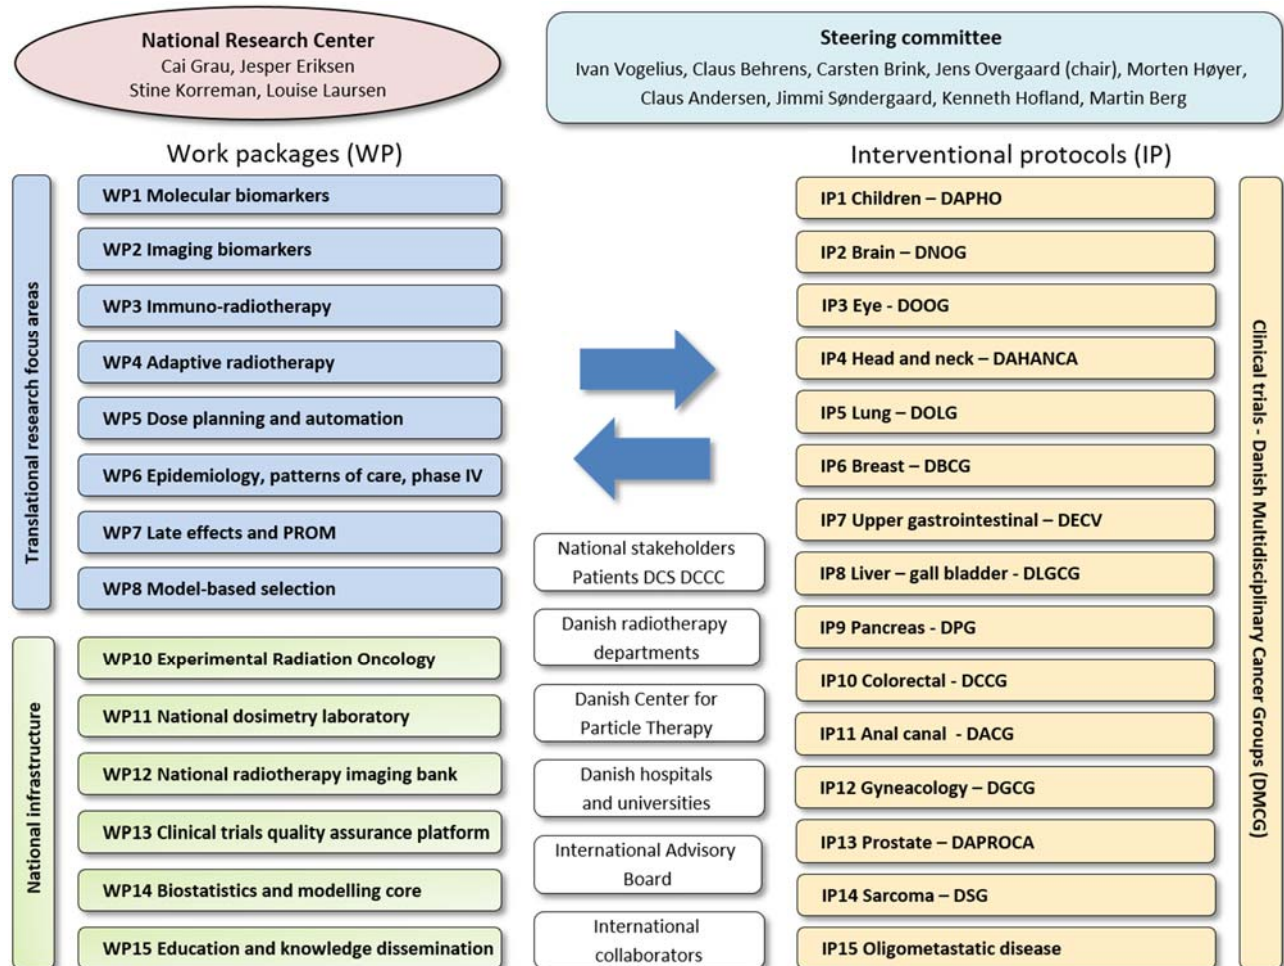 National Research Center
Cai Grau, Jesper Eriksen
Stine Korreman, Louise Laursen
Steering committee
Ivan Vogelius, Claus Behrens, Carsten Brink, Jens Overgaard (chair), Morten Høyer,
Claus Andersen, Jimmi Søndergaard, Kenneth Hofland, Martin Berg
Work packages (WP)
Translational research focus areas
WP1 Molecular biomarkers
WP2 Imaging biomarkers
WP3 Immuno-radiotherapy
WP4 Adaptive radiotherapy
WP5 Dose planning and automation
WP6 Epidemiology, patterns of care, phase IV
WP7 Late effects and PROM
WP8 Model-based selection
National infrastructure
WP10 Experimental Radiation Oncology
WP11 National dosimetry laboratory
WP12 National radiotherapy imaging bank
WP13 Clinical trials quality assurance platform
WP14 Biostatistics and modelling core
WP15 Education and knowledge dissemination
National stakeholders
Patients DCS DCCC
Danish radiotherapy
departments
Danish Center for
Particle Therapy
Danish hospitals
and universities
International Advisory
Board
International
collaborators
Interventional protocols (IP)
IP1 Children – DAPHO
IP2 Brain – DNOG
IP3 Eye - DOOG
IP4 Head and neck – DAHANCA
IP5 Lung – DOLG
IP6 Breast – DBCG
IP7 Upper gastrointestinal – DECV
IP8 Liver – gall bladder - DLGCG
IP9 Pancreas - DPG
IP10 Colorectal - DCCG
IP11 Anal canal - DACG
IP12 Gyneacology – DGCG
IP13 Prostate – DAPROCA
IP14 Sarcoma – DSG
IP15 Oligometastatic disease
Clinical trials - Danish Multidisciplinary Cancer Groups (DMCG)